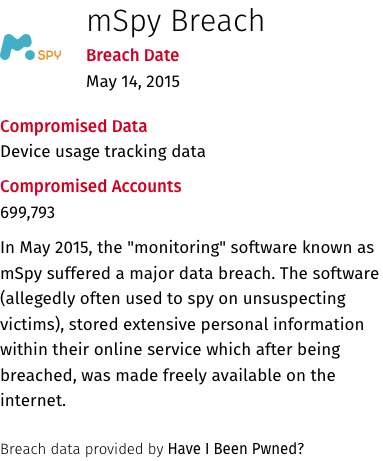 mSpy Breach
SPY
Breach Date
May 14, 2015
Compromised Data
Device usage tracking data
Compromised Accounts
699,793
In May 2015, the "monitoring" software known as
mSpy suffered a major data breach. The software
(allegedly often used to spy on unsuspecting
victims), stored extensive personal information
within their online service which after being
breached, was made freely available on the
internet.
Breach data provided by Have I Been Pwned?